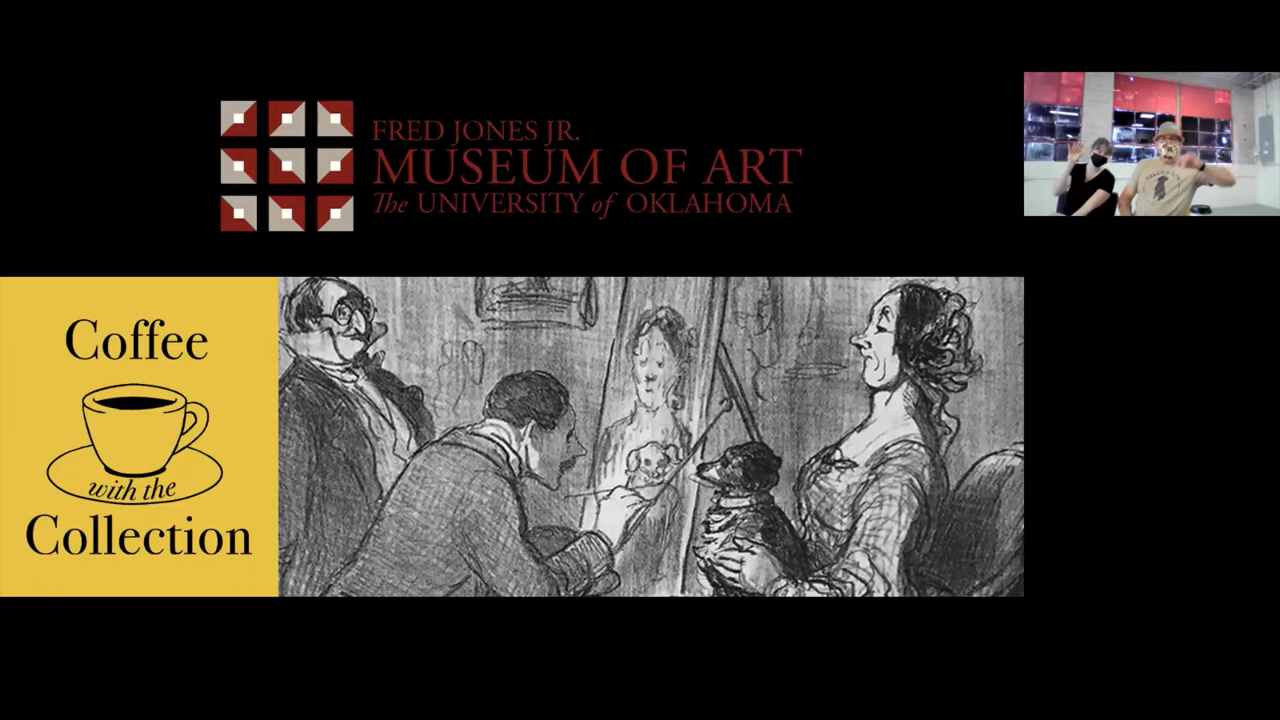 FRED JONES JR.
MUSEUM OF ART
The UNIVERSITY of OKLAHOMA
Coffee
with the
Collection